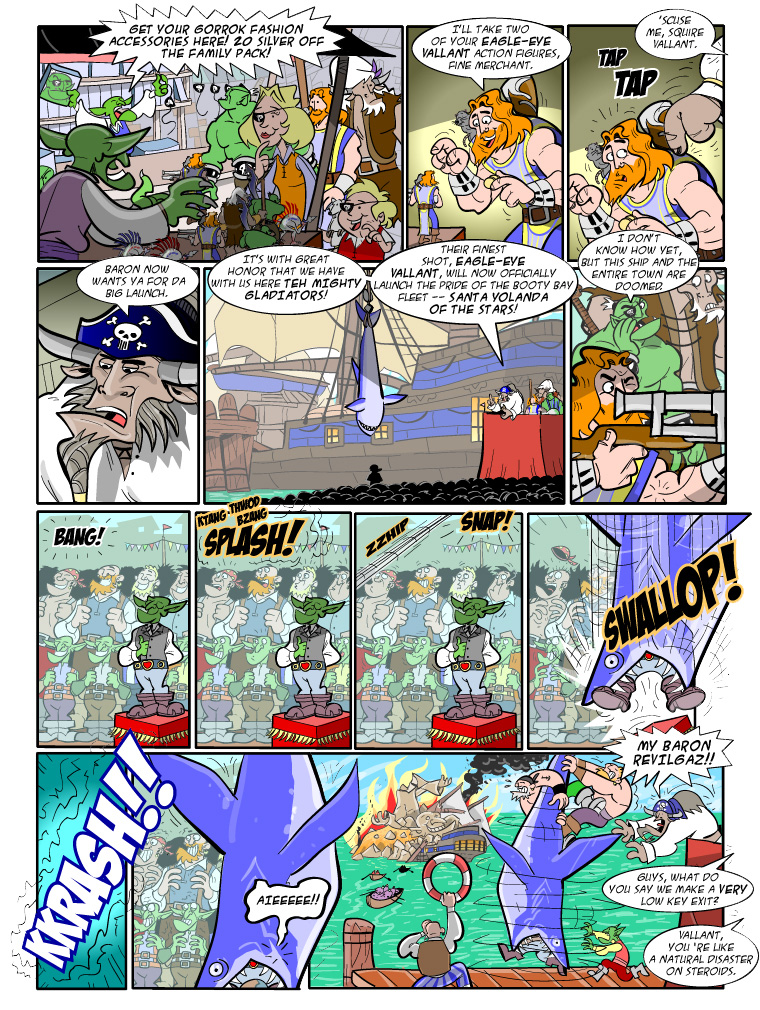 GET YOUR GORROK FASHION
ACCESSORIES HERE! 20 SILVER OFF
THE FAMILY PACK!
I'LL TAKE TWO
OF YOUR EAGLE-EYE
VALLANT ACTION FIGURES,
FINE MERCHANT.
'SCUSE
ME, SQUIRE
VALLANT.
TAP
TAP
BARON NOW
WANTS YA FOR DA
BIG LAUNCH.
IT'S WITH GREAT
HONOR THAT WE HAVE
WITH US HERE TEH MIGHTY
GLADIATORS!
THEIR FINEST
SHOT, EAGLE-EYE
VALLANT, WILL NOW OFFICIALLY
LAUNCH THE PRIDE OF THE BOOTY BAY
FLEET -- SANTA YOLANDA
OF THE STARS!
I DON'T
KNOW HOW YET,
BUT THIS SHIP AND THE
ENTIRE TOWN ARE
DOOMED.
BANG!
KTANG-THWOD
BZANG
SPLASH!
ZZHIP
SNAP!
SWALLOP!
KKRASH!!
AIEEEEE!!
MY BARON
REVILGAZ!!
GUYS, WHAT DO
YOU SAY WE MAKE A VERY
LOW KEY EXIT?
VALLANT,
YOU 'RE LIKE
A NATURAL DISASTER
ON STEROIDS.